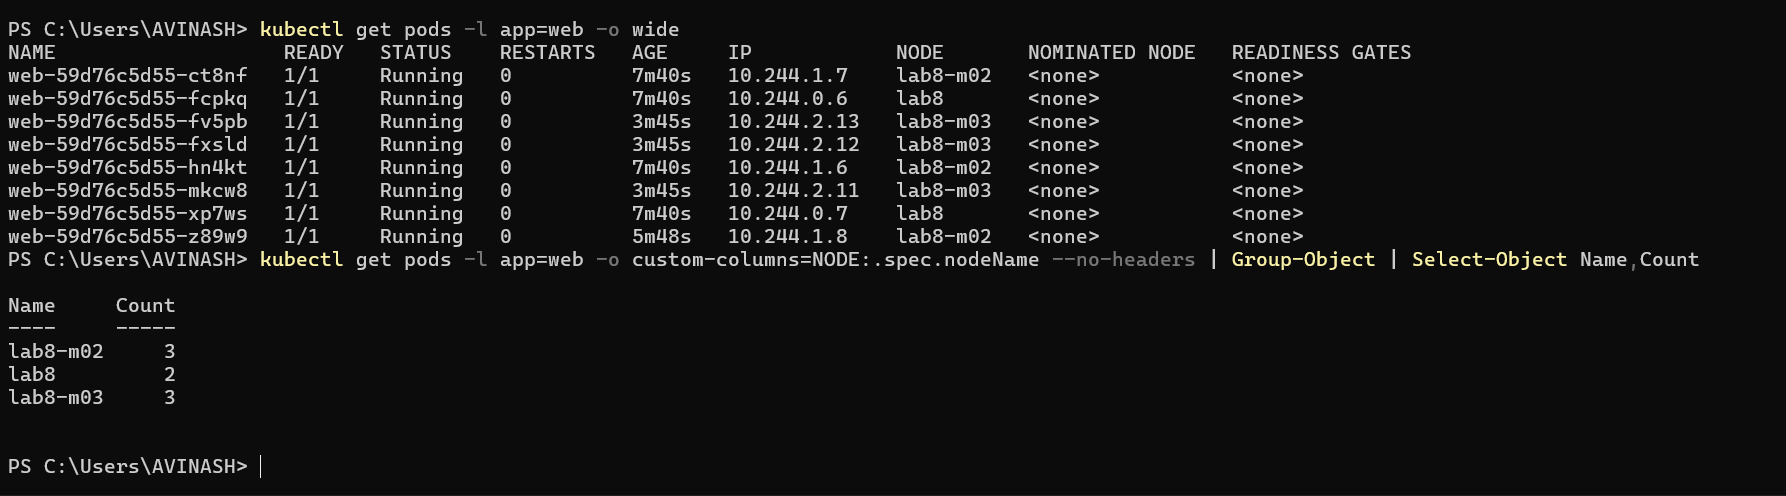 PS C:\Users\AVINASH> kubectl get pods -l app=web -o wide
NAME                   READY   STATUS    RESTARTS   AGE     IP            NODE       NOMINATED NODE   READINESS GATES
web-59d76c5d55-ct8nf   1/1     Running   0          7m40s   10.244.1.7    lab8-m02   <none>           <none>
web-59d76c5d55-fcpkq   1/1     Running   0          7m40s   10.244.0.6    lab8       <none>           <none>
web-59d76c5d55-fv5pb   1/1     Running   0          3m45s   10.244.2.13   lab8-m03   <none>           <none>
web-59d76c5d55-fxsld   1/1     Running   0          3m45s   10.244.2.12   lab8-m03   <none>           <none>
web-59d76c5d55-hn4kt   1/1     Running   0          7m40s   10.244.1.6    lab8-m02   <none>           <none>
web-59d76c5d55-mkcw8   1/1     Running   0          3m45s   10.244.2.11   lab8-m03   <none>           <none>
web-59d76c5d55-xp7ws   1/1     Running   0          7m40s   10.244.0.7    lab8       <none>           <none>
web-59d76c5d55-z89w9   1/1     Running   0          5m48s   10.244.1.8    lab8-m02   <none>           <none>
PS C:\Users\AVINASH> kubectl get pods -l app=web -o custom-columns=NODE:.spec.nodeName --no-headers | Group-Object | Select-Object Name,Count
Name     Count
----     -----
lab8-m02     3
lab8         2
lab8-m03     3
PS C:\Users\AVINASH>